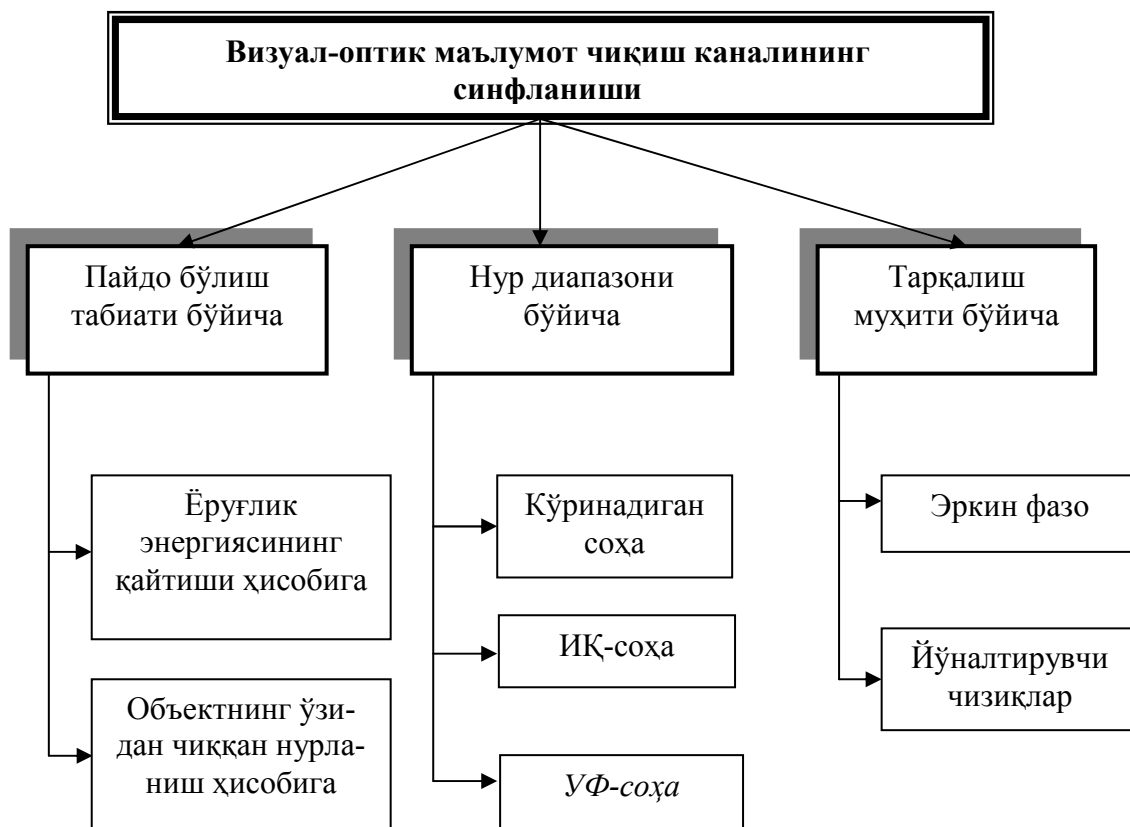 Визуал-оптик маълумот чиқиш каналининг
синфланиши
Пайдо бўлиш
табиати бўйича
Нур диапазони
бўйича
Тарқалиш
муҳити бўйича
Ёруғлик
энергиясининг
қайтиши ҳисобига
Объектнинг ўзи-
дан чиққан нурла-
ниш ҳисобига
Кўринадиган
соҳа
ИҚ-соҳа
УФ-соҳа
Эркин фазо
Йўналтирувчи
чизиқлар